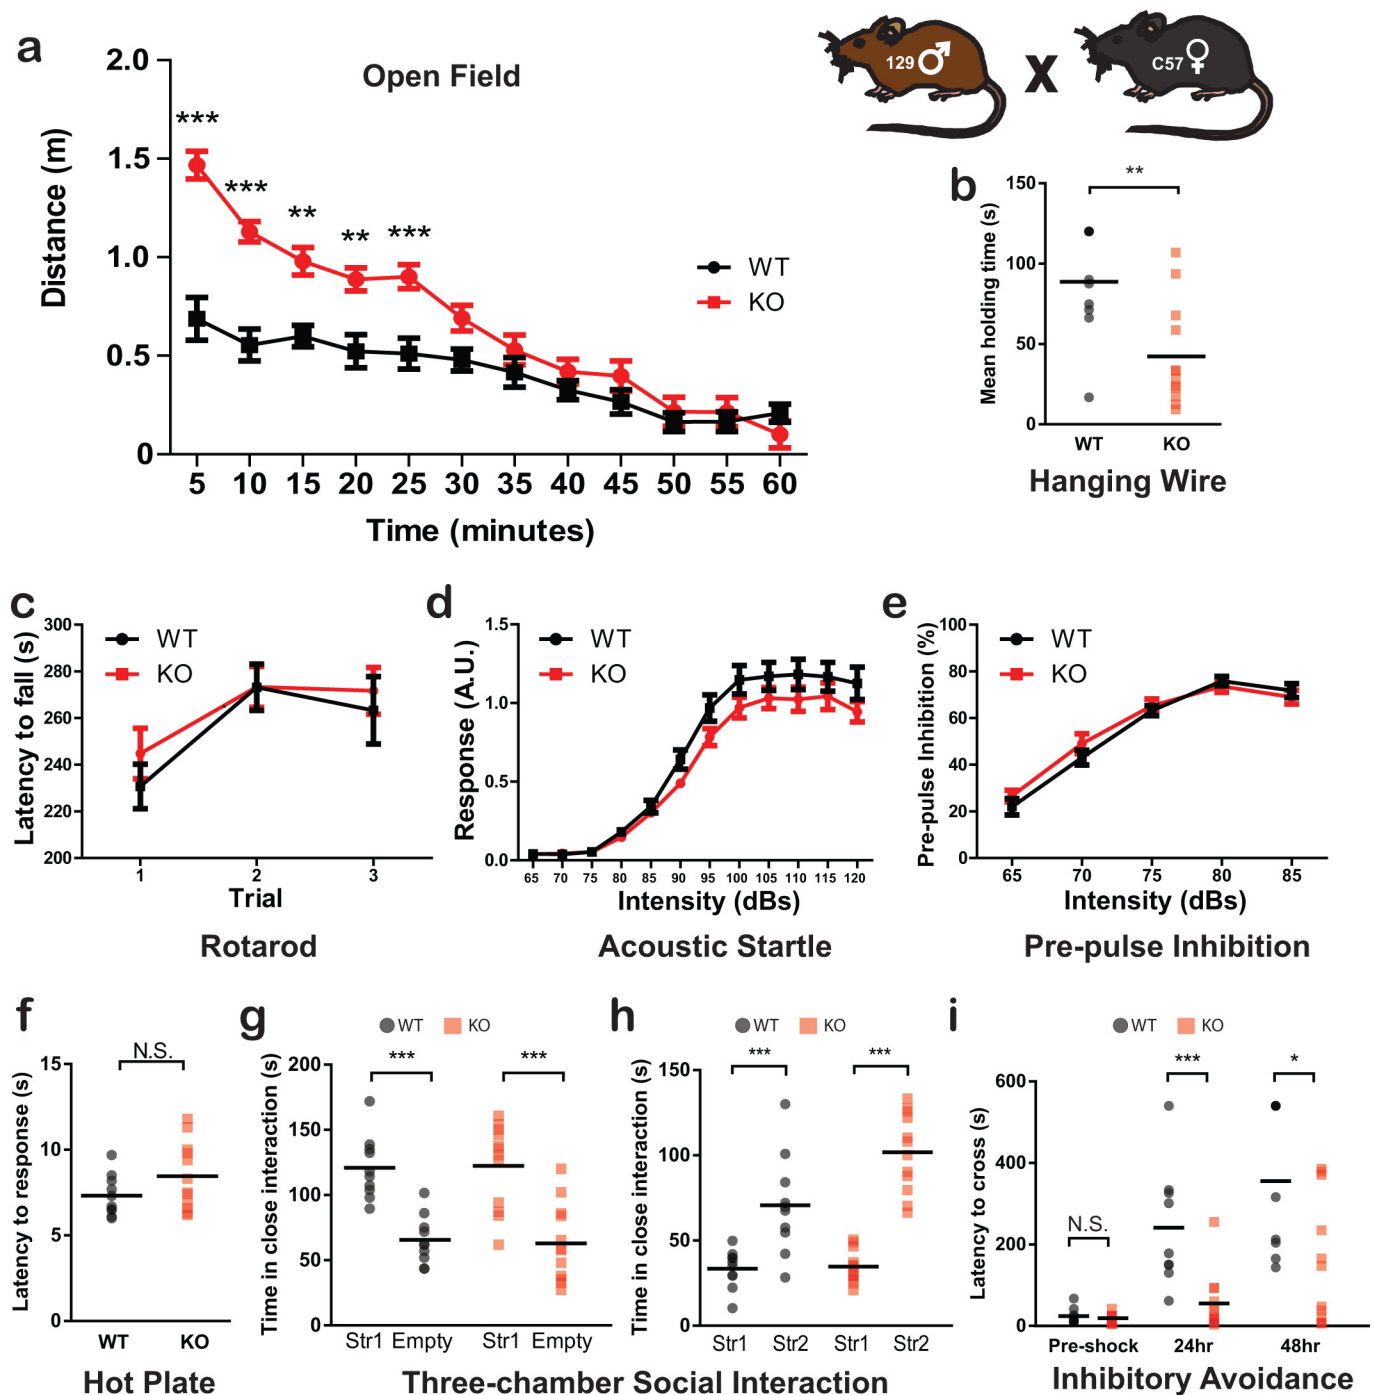 a
Open Field
Distance (m)
2.0
1.5
1.0
0.5
0
***
***
**
**
***
WT
KO
5 10 15 20 25 30 35 40 45 50 55 60
Time (minutes)
129 ♂ X C57 ♀
b
Mean holding time (s)
150
100
50
0
**
WT KO
Hanging Wire
c
Latency to fall (s)
300
280
260
240
220
200
WT
KO
1 2 3
Trial
Rotarod
d
Response (A.U.)
1.5
1.0
0.5
0.0
WT
KO
65 70 75 80 85 90 95 100 105 110 115 120
Intensity (dBs)
Acoustic Startle
e
Pre-pulse Inhibition (%)
100
80
60
40
20
0
WT
KO
65 70 75 80 85
Intensity (dBs)
Pre-pulse Inhibition
f
Latency to response (s)
15
10
5
0
N.S.
WT KO
Hot Plate
g
WT KO
Time in close interaction (s)
200
150
100
50
0
*** ***
Str1 Empty Str1 Empty
h
WT KO
Time in close interaction (s)
150
100
50
0
*** ***
Str1 Str2 Str1 Str2
Three-chamber Social Interaction
i
WT KO
Latency to cross (s)
600
400
200
0
N.S. *** *
Pre-shock 24hr 48hr
Inhibitory Avoidance